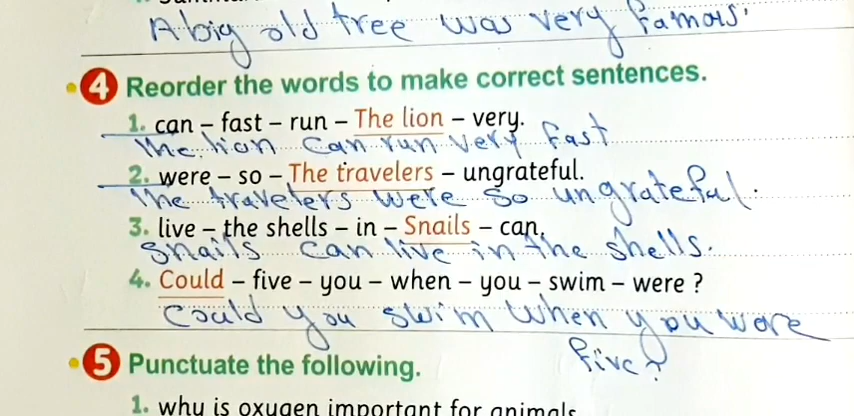 A big old tree was very famous.
4 Reorder the words to make correct sentences.
1. can – fast – run – The lion – very.
The lion can run very fast
2. were – so – The travelers – ungrateful.
The travelers were so ungrateful.
3. live – the shells – in – Snails – can.
Snails can live in the shells.
4. Could – five – you – when – you – swim – were ?
Could you swim when you were
five?
5 Punctuate the following.
1. why is oxygen important for animals